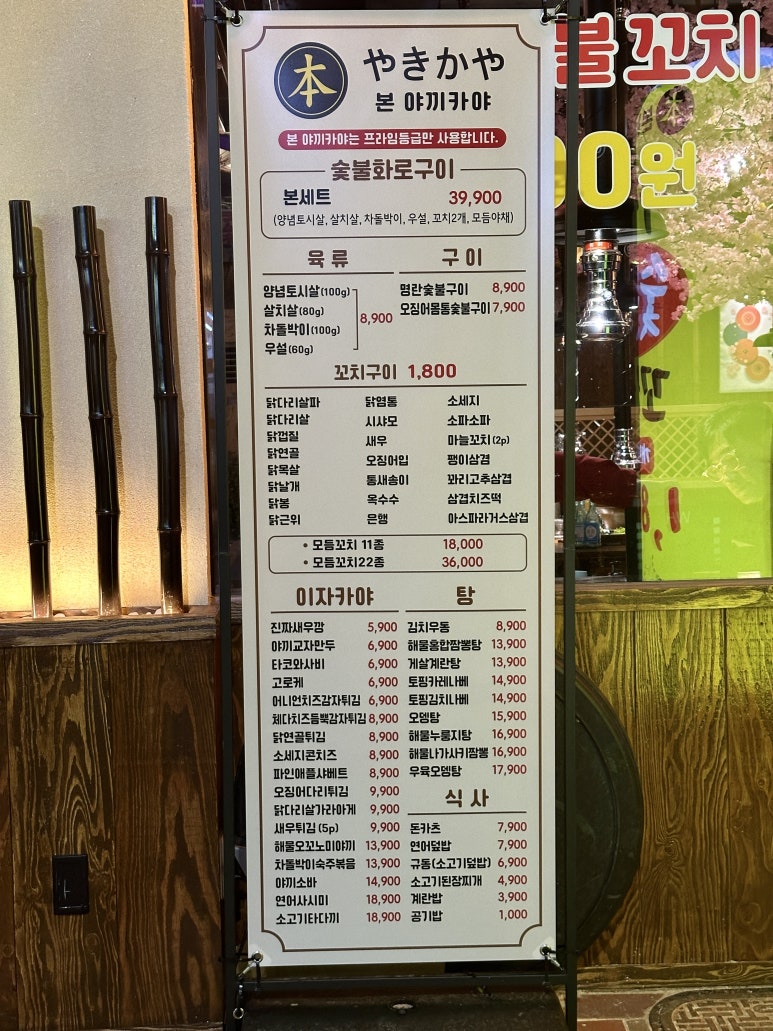 本
やきかや
본 야끼카야
본 야끼카야는 프라임등급만 사용합니다.
숯불화로구이
본세트 39,900
(양념토시살, 살치살, 차돌박이, 우설, 꼬치2개, 모듬야채)
육류
양념토시살(100g)
살치살(80g)
차돌박이(100g)
우설(60g)
8,900
구이
명란숯불구이 8,900
오징어몸통숯불구이 7,900
꼬치구이 1,800
닭다리살파
닭다리살
닭껍질
닭연골
닭목살
닭날개
닭봉
닭근위
닭염통
시샤모
새우
오징어입
통새송이
옥수수
은행
소세지
소파소파
마늘꼬치(2p)
팽이삼겹
꽈리고추삼겹
삼겹치즈떡
아스파라거스삼겹
• 모듬꼬치 11종 18,000
• 모듬꼬치22종 36,000
이자카야
진짜새우깡 5,900
야끼교자만두 6,900
타코와사비 6,900
고로케 6,900
어니언치즈감자튀김 6,900
체다치즈듬뿍감자튀김 8,900
닭연골튀김 8,900
소세지콘치즈 8,900
파인애플샤베트 8,900
오징어다리튀김 9,900
닭다리살가라아게 9,900
새우튀김(5p) 9,900
해물오꼬노미야끼 13,900
차돌박이숙주볶음 13,900
야끼소바 14,900
연어사시미 18,900
소고기타다끼 18,900
탕
김치우동 8,900
해물홍합짬뽕탕 13,900
게살계란탕 13,900
토핑카레나베 14,900
토핑김치나베 14,900
오뎅탕 15,900
해물누룽지탕 16,900
해물나가사키짬뽕 16,900
우육오뎅탕 17,900
식사
돈카츠 7,900
연어덮밥 7,900
규동(소고기덮밥) 6,900
소고기된장찌개 4,900
계란밥 3,900
공기밥 1,000
불꼬치
00원